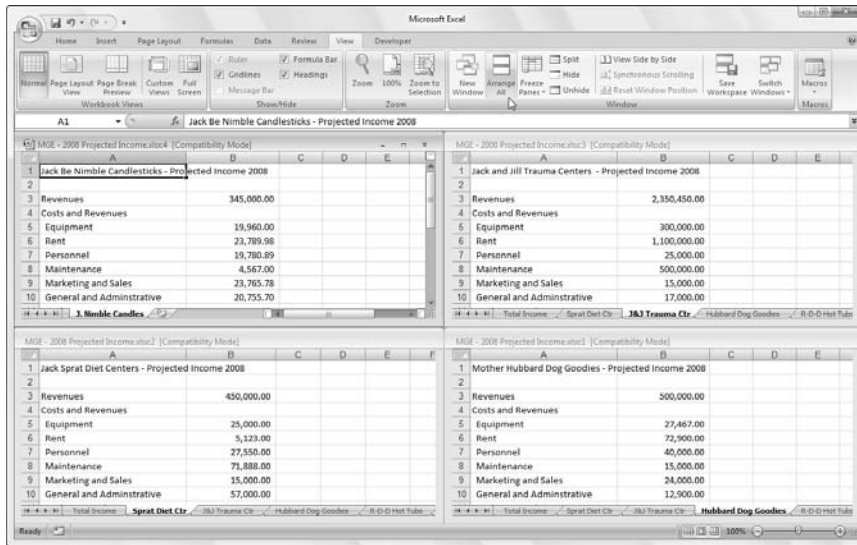 Microsoft Excel
Home Insert Page Layout Formulas Data Review View Developer
Normal Page Layout View Page Break Preview Custom Views Full Screen
Workbook Views
Ruler Formula Bar
Gridlines Headings
Message Bar
Show/Hide
Zoom 100% Zoom to Selection
Zoom
New Window Arrange All Freeze Panes
Split
Hide
Unhide
View Side by Side
Synchronous Scrolling
Reset Window Position
Save Workspace Switch Windows
Window
Macros
Macros
A1 fx Jack Be Nimble Candlesticks - Projected Income 2008
MGE - 2008 Projected Income.xlsx:4 [Compatibility Mode]
A B C D E
1 Jack Be Nimble Candlesticks - Projected Income 2008
2
3 Revenues 345,000.00
4 Costs and Revenues
5 Equipment 19,960.00
6 Rent 23,789.98
7 Personnel 19,780.89
8 Maintenance 4,567.00
9 Marketing and Sales 23,765.78
10 General and Adminstrative 20,755.70
J. Nimble Candles
MGE - 2008 Projected Income.xlsx:3 [Compatibility Mode]
A B C D E
1 Jack and Jill Trauma Centers - Projected Income 2008
2
3 Revenues 2,350,450.00
4 Costs and Revenues
5 Equipment 300,000.00
6 Rent 1,100,000.00
7 Personnel 25,000.00
8 Maintenance 500,000.00
9 Marketing and Sales 15,000.00
10 General and Adminstrative 17,000.00
Total Income Sprat Diet Ctr J&J Trauma Ctr Hubbard Dog Goodies R-D-D Hot Tubs
MGE - 2008 Projected Income.xlsx:2 [Compatibility Mode]
A B C D E F
1 Jack Sprat Diet Centers - Projected Income 2008
2
3 Revenues 450,000.00
4 Costs and Revenues
5 Equipment 25,000.00
6 Rent 5,123.00
7 Personnel 27,550.00
8 Maintenance 71,888.00
9 Marketing and Sales 15,000.00
10 General and Adminstrative 57,000.00
Total Income Sprat Diet Ctr J&J Trauma Ctr Hubbard Dog Goodies R-D-D Hot Tubs
MGE - 2008 Projected Income.xlsx:1 [Compatibility Mode]
A B C D E
1 Mother Hubbard Dog Goodies - Projected Income 2008
2
3 Revenues 500,000.00
4 Costs and Revenues
5 Equipment 27,467.00
6 Rent 72,900.00
7 Personnel 40,000.00
8 Maintenance 15,000.00
9 Marketing and Sales 24,000.00
10 General and Adminstrative 12,900.00
Total Income Sprat Diet Ctr J&J Trauma Ctr Hubbard Dog Goodies R-D-D Hot Tubs
Ready 100%